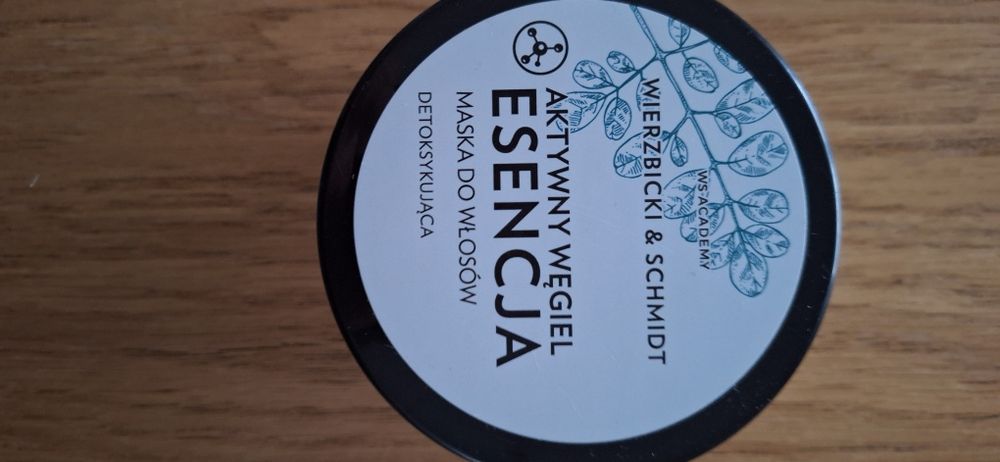 WIERZBICKI & SCHMIDT
WS-ACADEMY
AKTYWNY WĘGIEL
ESENCJA
MASKA DO WŁOSÓW
DETOKSYKUJĄCA